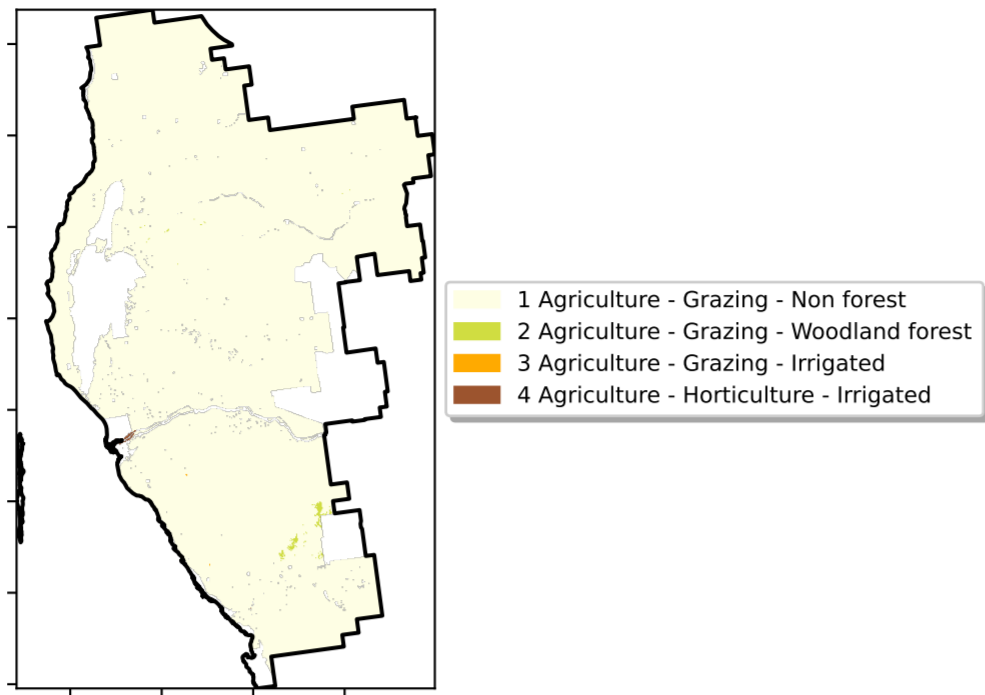 1 Agriculture - Grazing - Non forest
2 Agriculture - Grazing - Woodland forest
3 Agriculture - Grazing - Irrigated
4 Agriculture - Horticulture - Irrigated